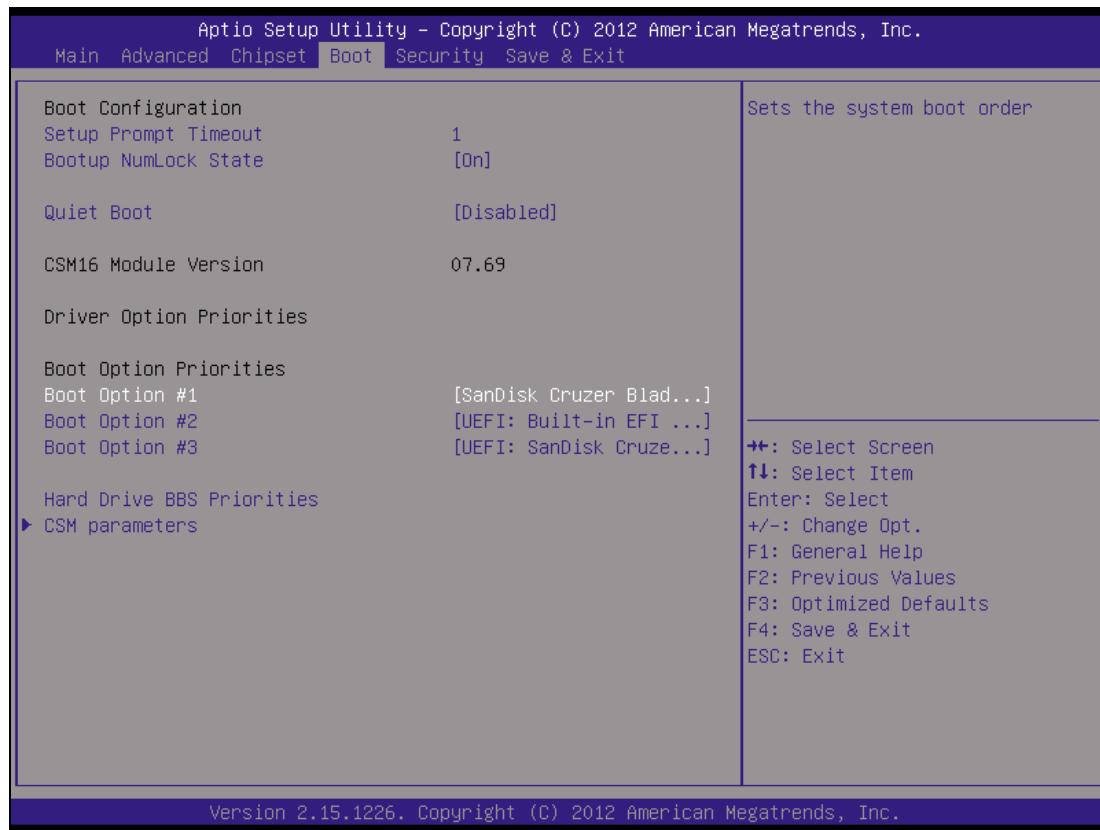 Aptio Setup Utility – Copyright (C) 2012 American Megatrends, Inc.
Main Advanced Chipset Boot Security Save & Exit
Boot Configuration
Setup Prompt Timeout 1
Bootup NumLock State [On]
Quiet Boot [Disabled]
CSM16 Module Version 07.69
Driver Option Priorities
Boot Option Priorities
Boot Option #1 [SanDisk Cruzer Blad...]
Boot Option #2 [UEFI: Built-in EFI ...]
Boot Option #3 [UEFI: SanDisk Cruze...]
Hard Drive BBS Priorities
CSM parameters
Sets the system boot order
→←: Select Screen
↑↓: Select Item
Enter: Select
+/-: Change Opt.
F1: General Help
F2: Previous Values
F3: Optimized Defaults
F4: Save & Exit
ESC: Exit
Version 2.15.1226. Copyright (C) 2012 American Megatrends, Inc.